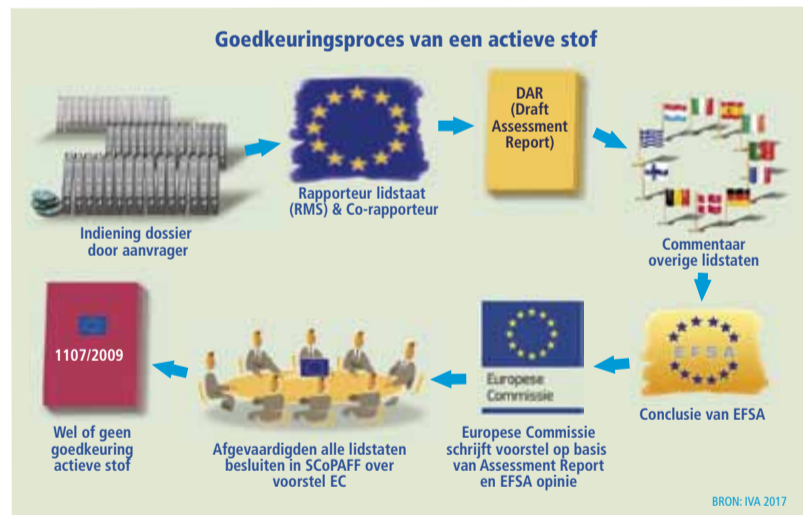 Goedkeuringsproces van een actieve stof
Indiening dossier
door aanvrager
Rapporteur lidstaat
(RMS) & Co-rapporteur
DAR
(Draft
Assessment
Report)
Commentaar
overige lidstaten
EFSA
Conclusie van EFSA
Europese
Commissie
Europese Commissie
schrijft voorstel op basis
van Assessment Report
en EFSA opinie
Afgevaardigden alle lidstaten
besluiten in SCoPAFF over
voorstel EC
1107/2009
Wel of geen
goedkeuring
actieve stof
BRON: IVA 2017